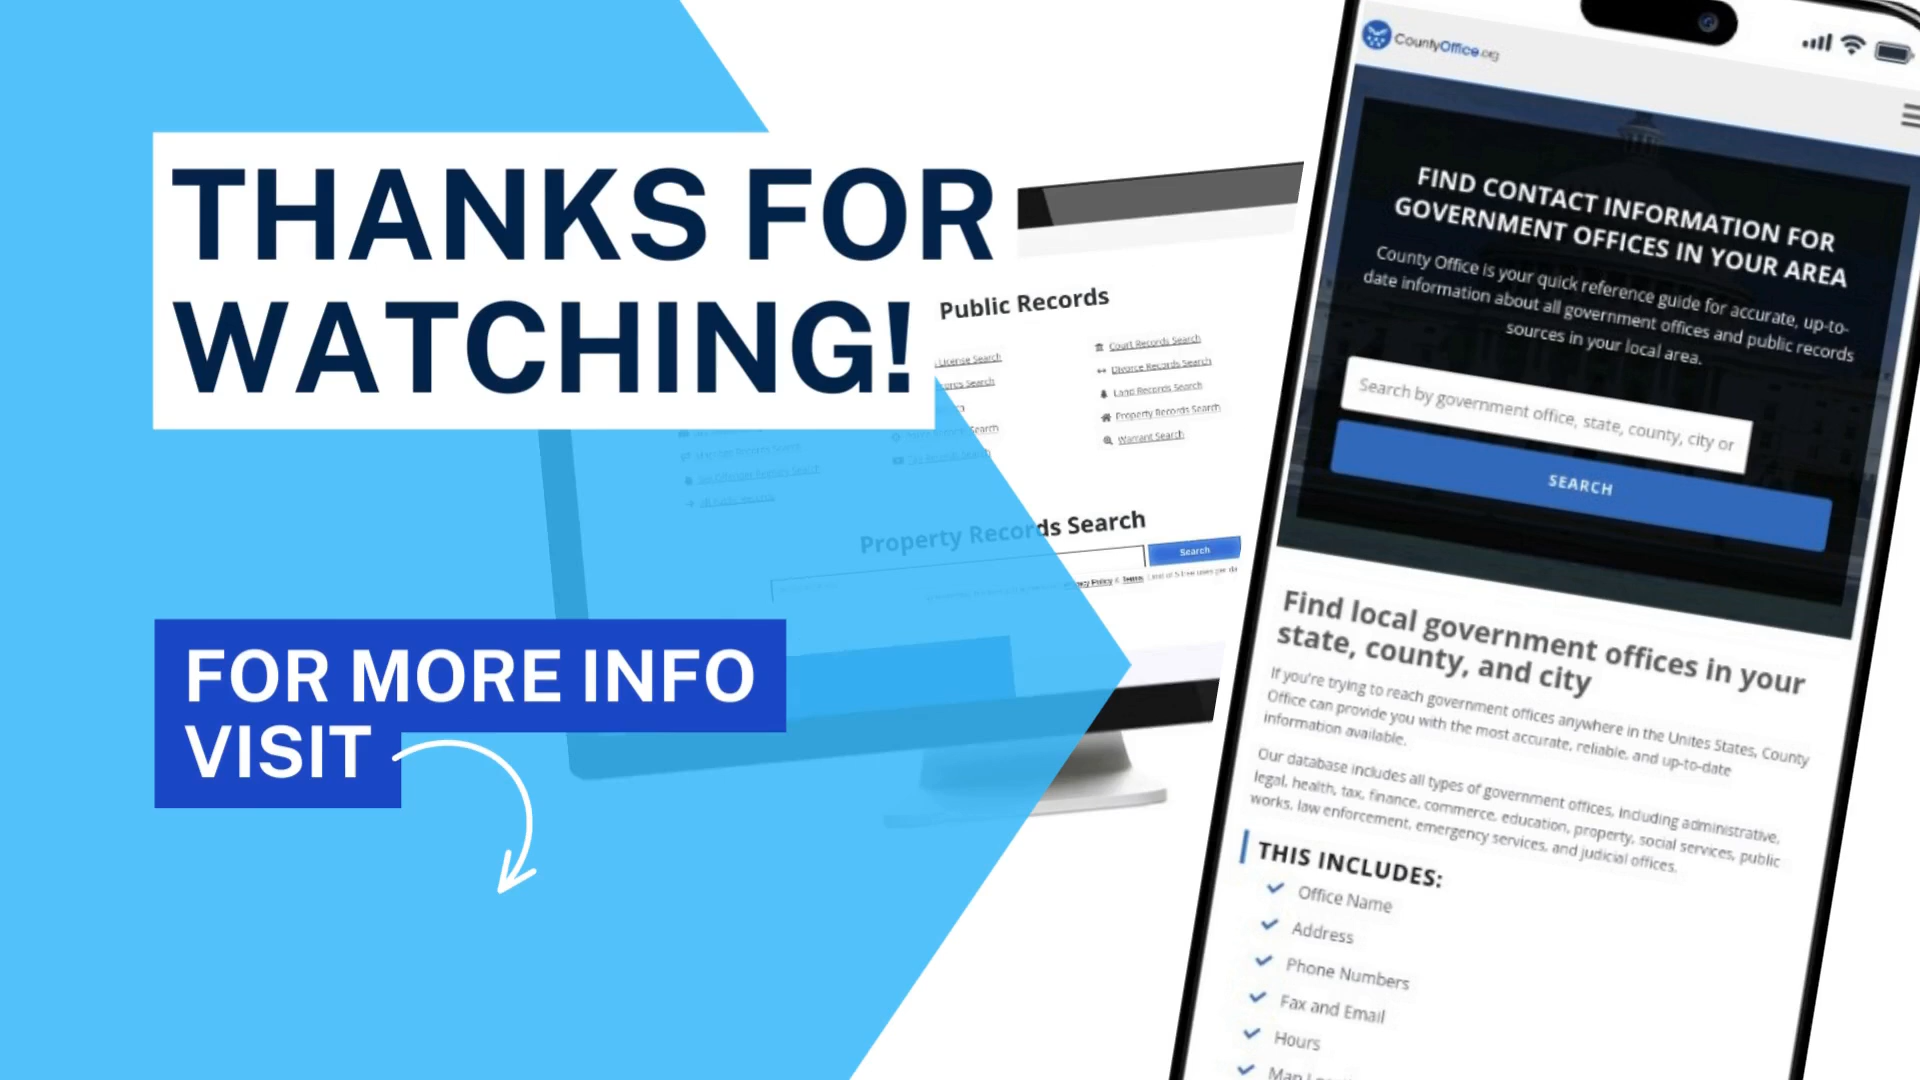 THANKS FOR
WATCHING!
FOR MORE INFO
VISIT
Public Records
License Search
Search
Search
Court Records Search
Divorce Records Search
Land Records Search
Property Records Search
Warrant Search
Property Records Search
Search
Policy & Terms
CountyOffice.org
FIND CONTACT INFORMATION FOR
GOVERNMENT OFFICES IN YOUR AREA
County Office is your quick reference guide for accurate, up-to-
date information about all government offices and public records
sources in your local area.
Search by government office, state, county, city or
SEARCH
Find local government offices in your
state, county, and city
If you're trying to reach government offices anywhere in the Unites States, County
Office can provide you with the most accurate, reliable, and up-to-date
information available.
Our database includes all types of government offices, including administrative,
legal, health, tax, finance, commerce, education, property, social services, public
works, law enforcement, emergency services, and judicial offices.
THIS INCLUDES:
Office Name
Address
Phone Numbers
Fax and Email
Hours